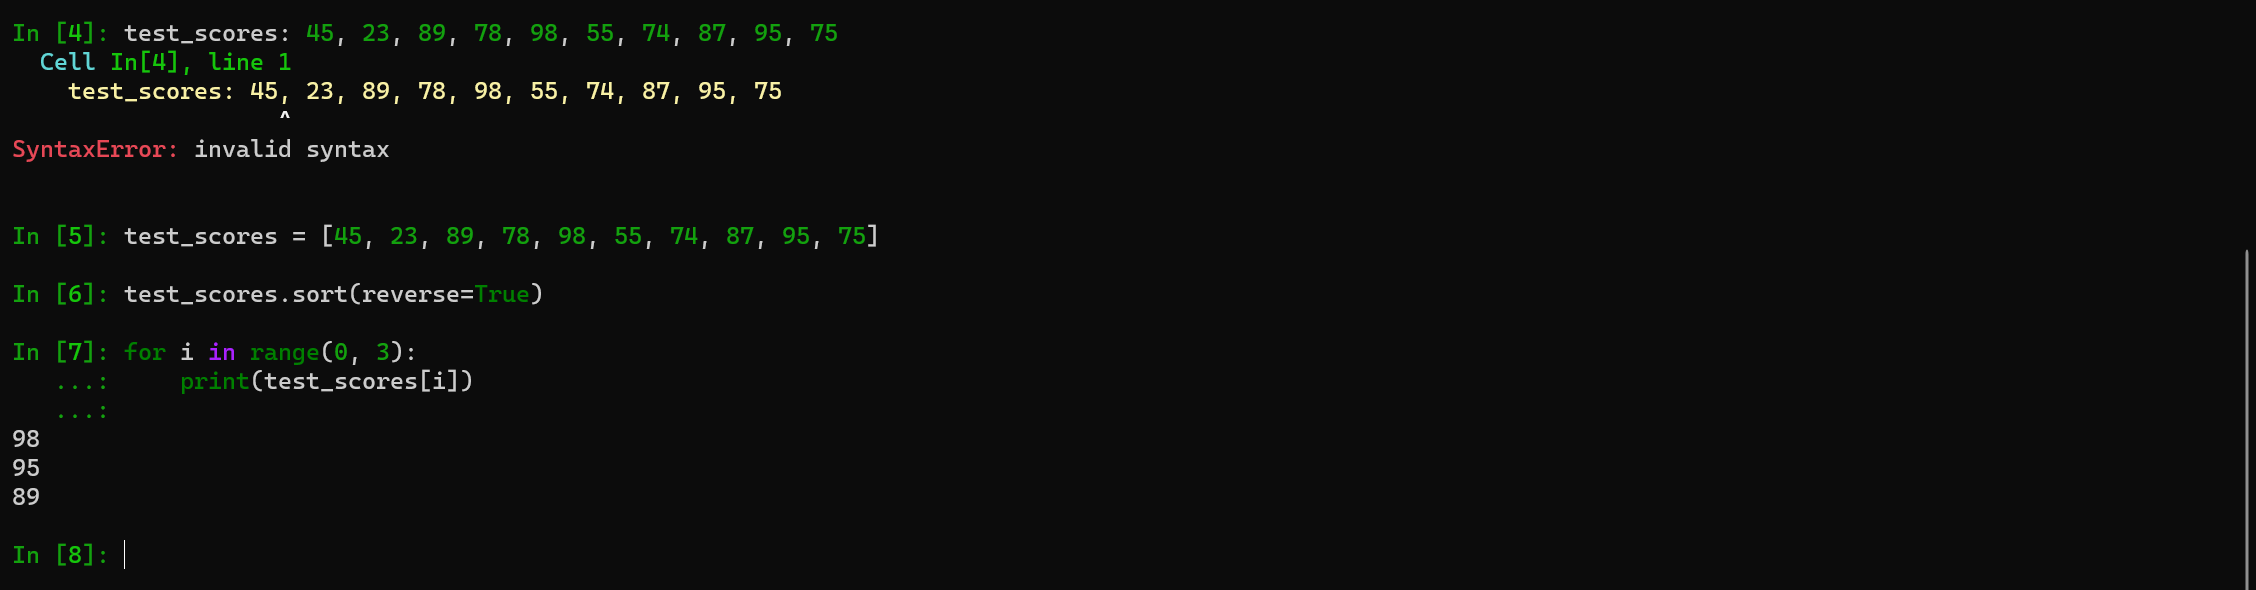 In [4]: test_scores: 45, 23, 89, 78, 98, 55, 74, 87, 95, 75
  Cell In[4], line 1
    test_scores: 45, 23, 89, 78, 98, 55, 74, 87, 95, 75
                   ^
SyntaxError: invalid syntax
In [5]: test_scores = [45, 23, 89, 78, 98, 55, 74, 87, 95, 75]
In [6]: test_scores.sort(reverse=True)
In [7]: for i in range(0, 3):
   ...:     print(test_scores[i])
   ...:
98
95
89
In [8]: